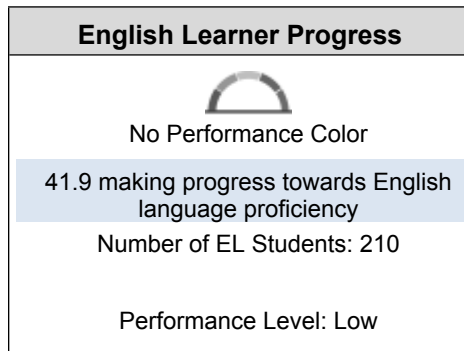 English Learner Progress
No Performance Color
41.9 making progress towards English
language proficiency
Number of EL Students: 210
Performance Level: Low